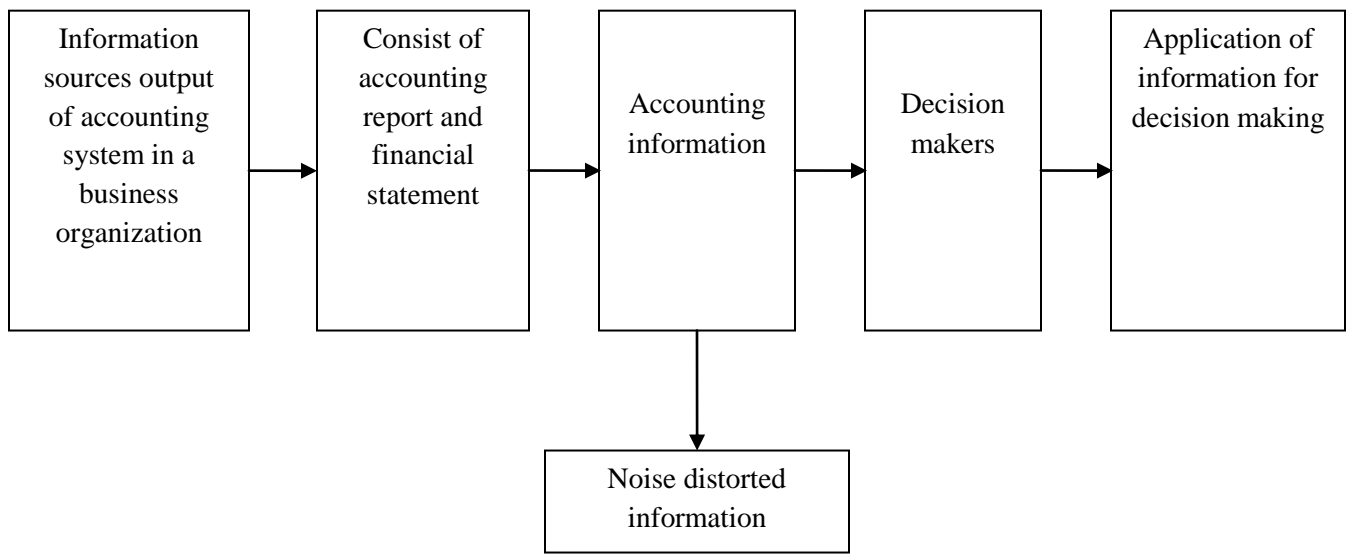 Information
sources output
of accounting
system in a
business
organization
Consist of
accounting
report and
financial
statement
Accounting
information
Decision
makers
Application of
information for
decision making
Noise distorted
information